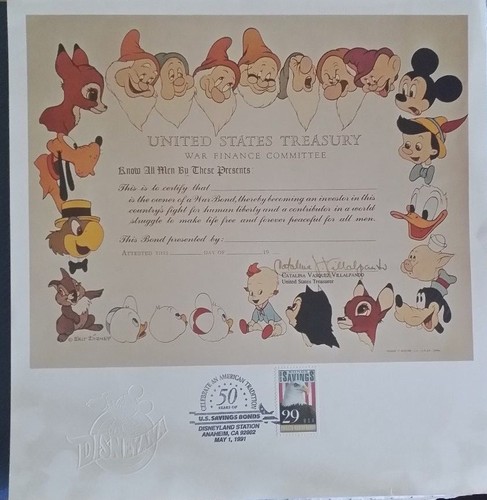 UNITED STATES TREASURY
WAR FINANCE COMMITTEE
Know All Men By These Presents:
This is to certify that
is the owner of a War Bond, thereby becoming an investor in this
country's fight for human liberty and a contributor in a world
struggle to make life free and forever peaceful for all men.
This Bond presented by:
ATTESTED THIS DAY OF 19
Catalina Villalpando
CATALINA VASQUEZ VILLALPANDO
United States Treasurer
© WALT DISNEY
CELEBRATE AN AMERICAN TRADITION
50
YEARS OF
U.S. SAVINGS BONDS
DISNEYLAND STATION
ANAHEIM, CA 92802
MAY 1, 1991
SAVINGS
29
USA
DISNEYANA